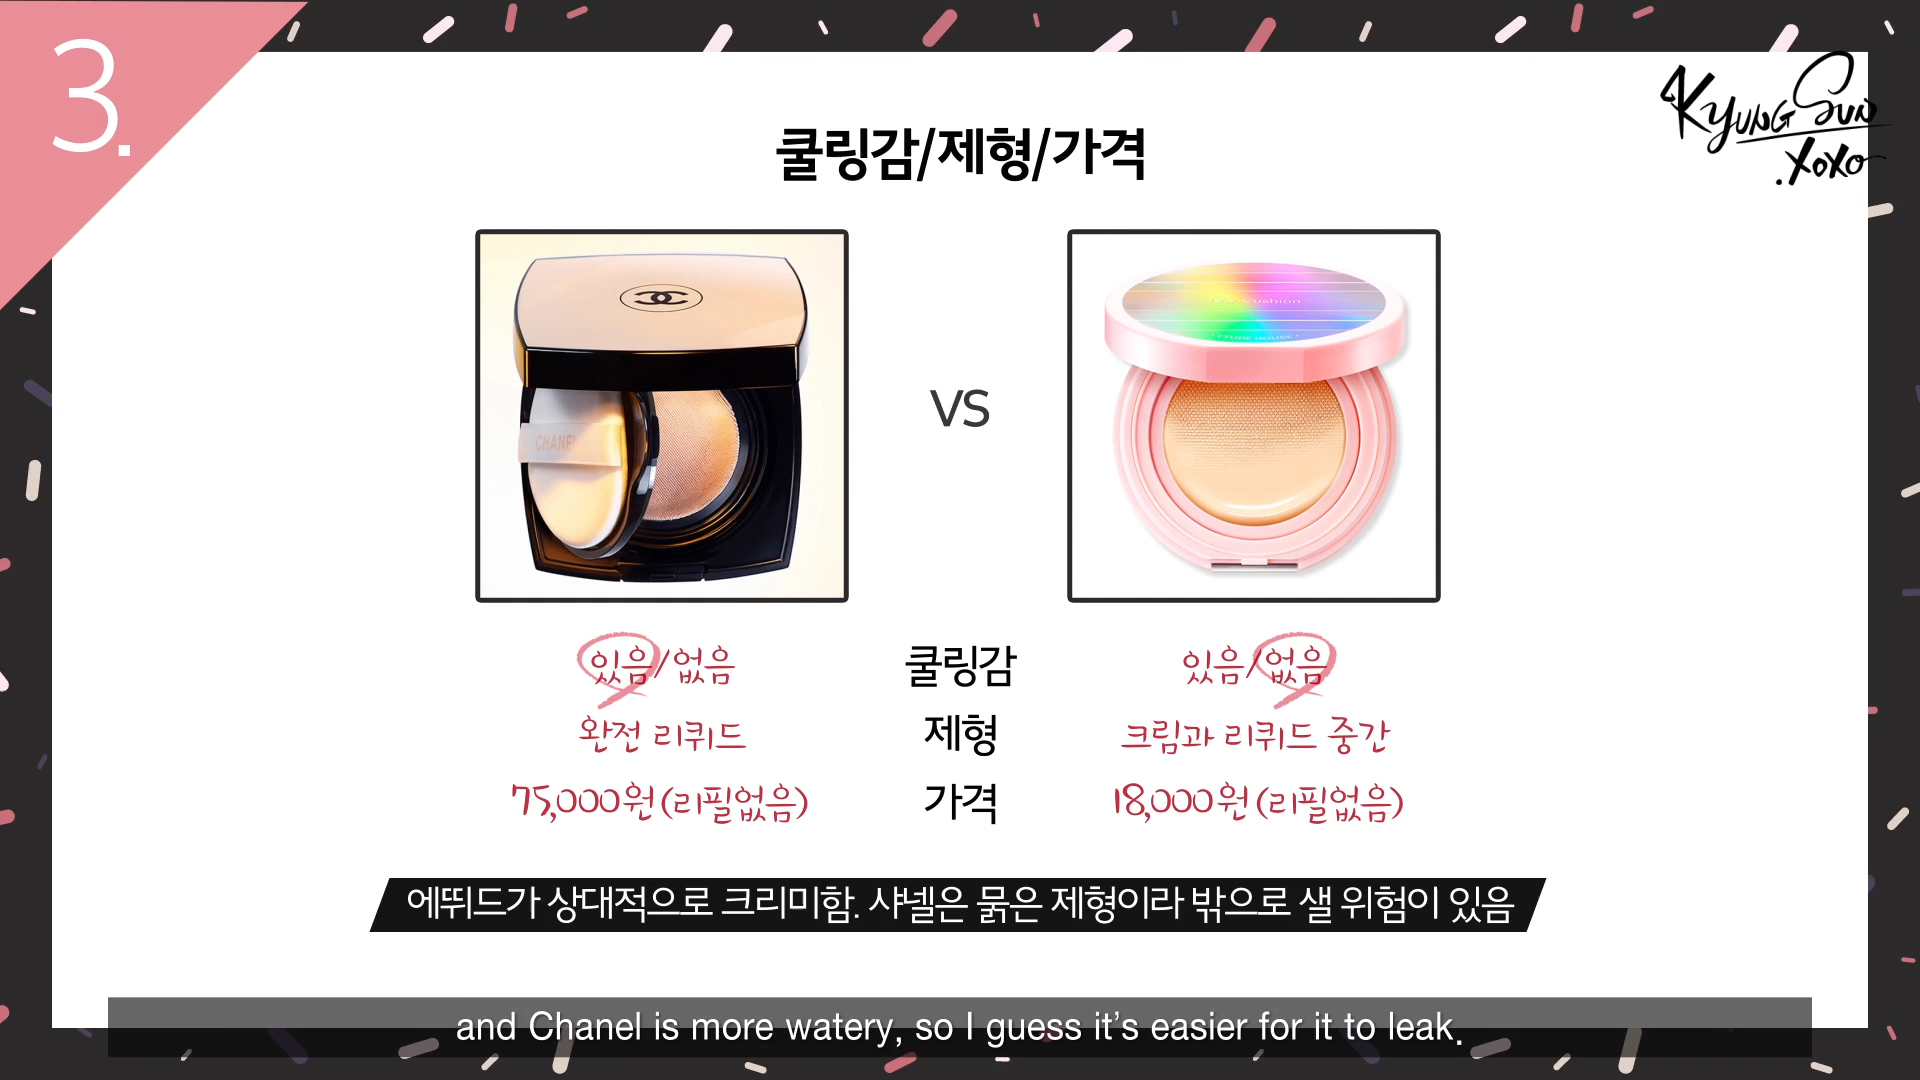 3.
KYUNG SUN
.XOXO
쿨링감/제형/가격
CHANEL
VS
Cushion
있음/없음 쿨링감 있음/없음
완전 리퀴드 제형 크림과 리퀴드 중간
75,000원(리필없음) 가격 18,000원(리필없음)
에뛰드가 상대적으로 크리미함. 샤넬은 묽은 제형이라 밖으로 샐 위험이 있음
and Chanel is more watery, so I guess it's easier for it to leak.